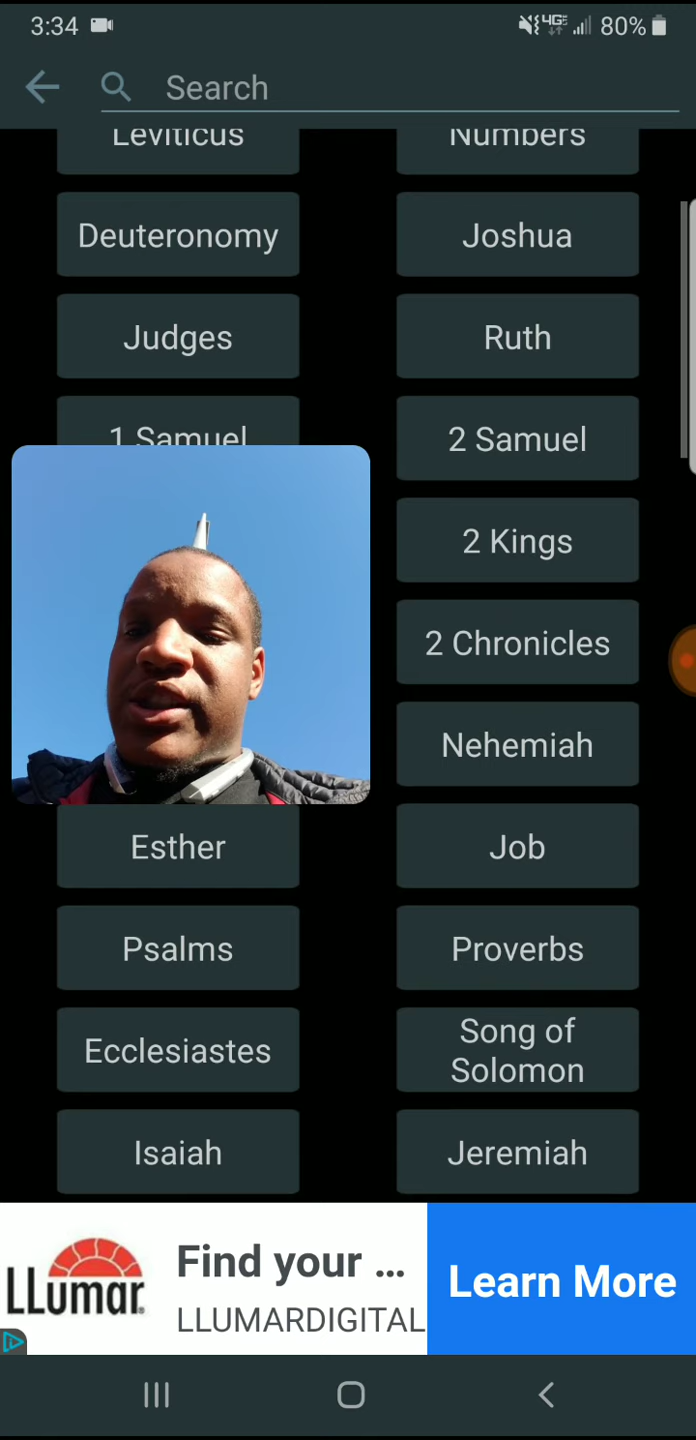 3:34
4G
80%
Search
Leviticus
Numbers
Deuteronomy
Joshua
Judges
Ruth
1 Samuel
2 Samuel
2 Kings
2 Chronicles
Nehemiah
Esther
Job
Psalms
Proverbs
Ecclesiastes
Song of
Solomon
Isaiah
Jeremiah
LLumar
Find your ...
LLUMARDIGITAL
Learn More